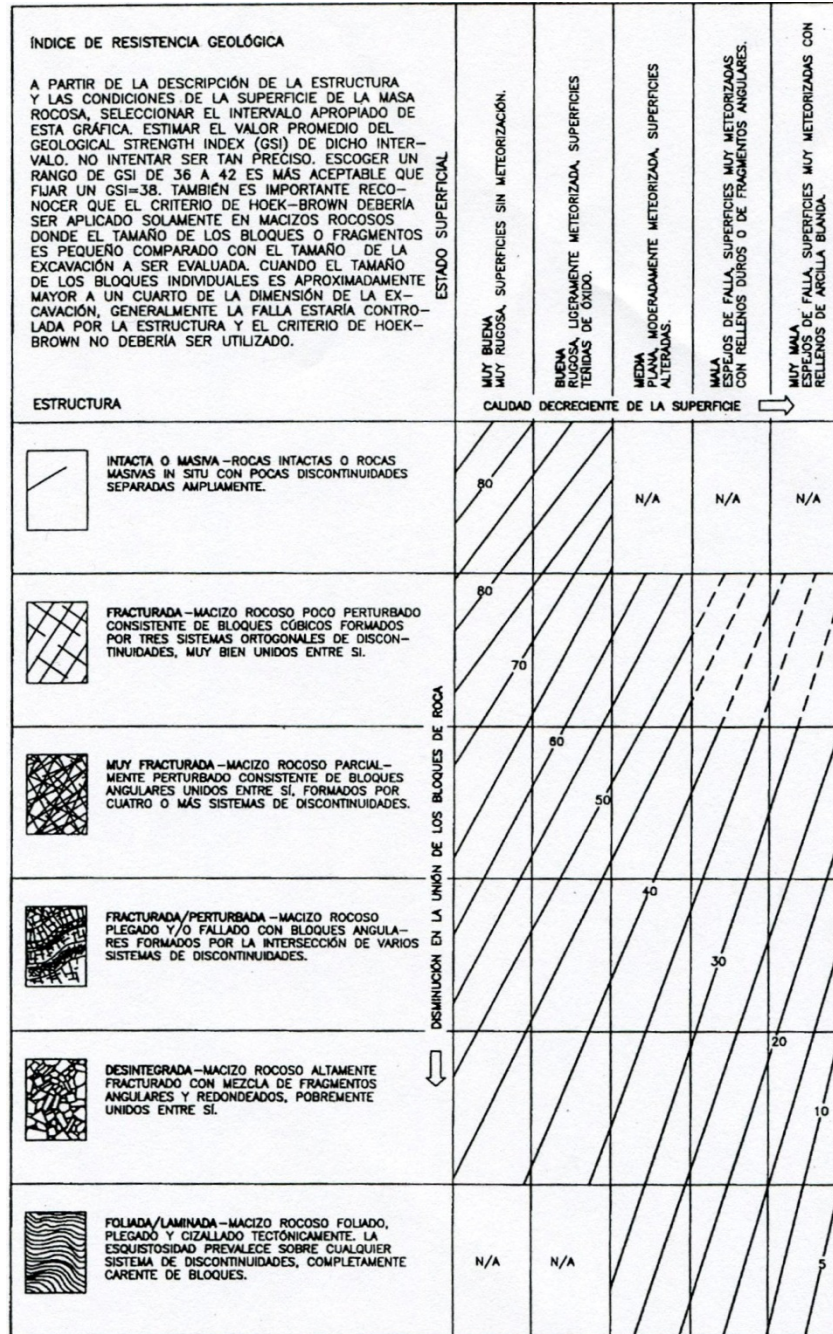 ÍNDICE DE RESISTENCIA GEOLÓGICA
A PARTIR DE LA DESCRIPCIÓN DE LA ESTRUCTURA
Y LAS CONDICIONES DE LA SUPERFICIE DE LA MASA
ROCOSA, SELECCIONAR EL INTERVALO APROPIADO DE
ESTA GRÁFICA. ESTIMAR EL VALOR PROMEDIO DEL
GEOLOGICAL STRENGTH INDEX (GSI) DE DICHO INTER-
VALO. NO INTENTAR SER TAN PRECISO. ESCOGER UN
RANGO DE GSI DE 36 A 42 ES MÁS ACEPTABLE QUE
FIJAR UN GSI=38. TAMBIÉN ES IMPORTANTE RECO-
NOCER QUE EL CRITERIO DE HOEK-BROWN DEBERÍA
SER APLICADO SOLAMENTE EN MACIZOS ROCOSOS
DONDE EL TAMAÑO DE LOS BLOQUES O FRAGMENTOS
ES PEQUEÑO COMPARADO CON EL TAMAÑO DE LA
EXCAVACIÓN A SER EVALUADA. CUANDO EL TAMAÑO
DE LOS BLOQUES INDIVIDUALES ES APROXIMADAMENTE
MAYOR A UN CUARTO DE LA DIMENSIÓN DE LA EX-
CAVACIÓN, GENERALMENTE LA FALLA ESTARÍA CONTRO-
LADA POR LA ESTRUCTURA Y EL CRITERIO DE HOEK-
BROWN NO DEBERÍA SER UTILIZADO.
ESTRUCTURA
ESTADO SUPERFICIAL
MUY BUENA
MUY RUGOSA, SUPERFICIES SIN METEORIZACIÓN.
BUENA
RUGOSA, LIGERAMENTE METEORIZADA, SUPERFICIES
TEÑIDAS DE ÓXIDO.
MEDIA
PLANA, MODERADAMENTE METEORIZADA, SUPERFICIES
ALTERADAS.
MALA
ESPEJOS DE FALLA, SUPERFICIES MUY METEORIZADAS
CON RELLENOS DUROS O DE FRAGMENTOS ANGULARES.
MUY MALA
ESPEJOS DE FALLA, SUPERFICIES MUY METEORIZADAS CON
RELLENOS DE ARCILLA BLANDA.
CALIDAD DECRECIENTE DE LA SUPERFICIE
INTACTA O MASIVA-ROCAS INTACTAS O ROCAS
MASIVAS IN SITU CON POCAS DISCONTINUIDADES
SEPARADAS AMPLIAMENTE.
80
N/A
N/A
N/A
FRACTURADA-MACIZO ROCOSO POCO PERTURBADO
CONSISTENTE DE BLOQUES CÚBICOS FORMADOS
POR TRES SISTEMAS ORTOGONALES DE DISCON-
TINUIDADES, MUY BIEN UNIDOS ENTRE SI.
80
70
DISMINUCIÓN EN LA UNIÓN DE LOS BLOQUES DE ROCA
MUY FRACTURADA-MACIZO ROCOSO PARCIAL-
MENTE PERTURBADO CONSISTENTE DE BLOQUES
ANGULARES UNIDOS ENTRE SÍ, FORMADOS POR
CUATRO O MÁS SISTEMAS DE DISCONTINUIDADES.
60
50
FRACTURADA/PERTURBADA-MACIZO ROCOSO
PLEGADO Y/O FALLADO CON BLOQUES ANGULA-
RES FORMADOS POR LA INTERSECCIÓN DE VARIOS
SISTEMAS DE DISCONTINUIDADES.
40
30
DESINTEGRADA-MACIZO ROCOSO ALTAMENTE
FRACTURADO CON MEZCLA DE FRAGMENTOS
ANGULARES Y REDONDEADOS, POBREMENTE
UNIDOS ENTRE SÍ.
20
10
FOLIADA/LAMINADA-MACIZO ROCOSO FOLIADO,
PLEGADO Y CIZALLADO TECTÓNICAMENTE. LA
ESQUISTOSIDAD PREVALECE SOBRE CUALQUIER
SISTEMA DE DISCONTINUIDADES, COMPLETAMENTE
CARENTE DE BLOQUES.
N/A
N/A
5